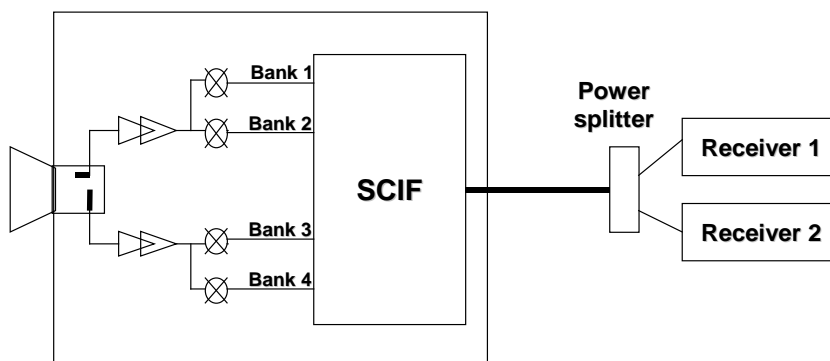 Bank 1
Bank 2
Bank 3
Bank 4
SCIF
Power
splitter
Receiver 1
Receiver 2